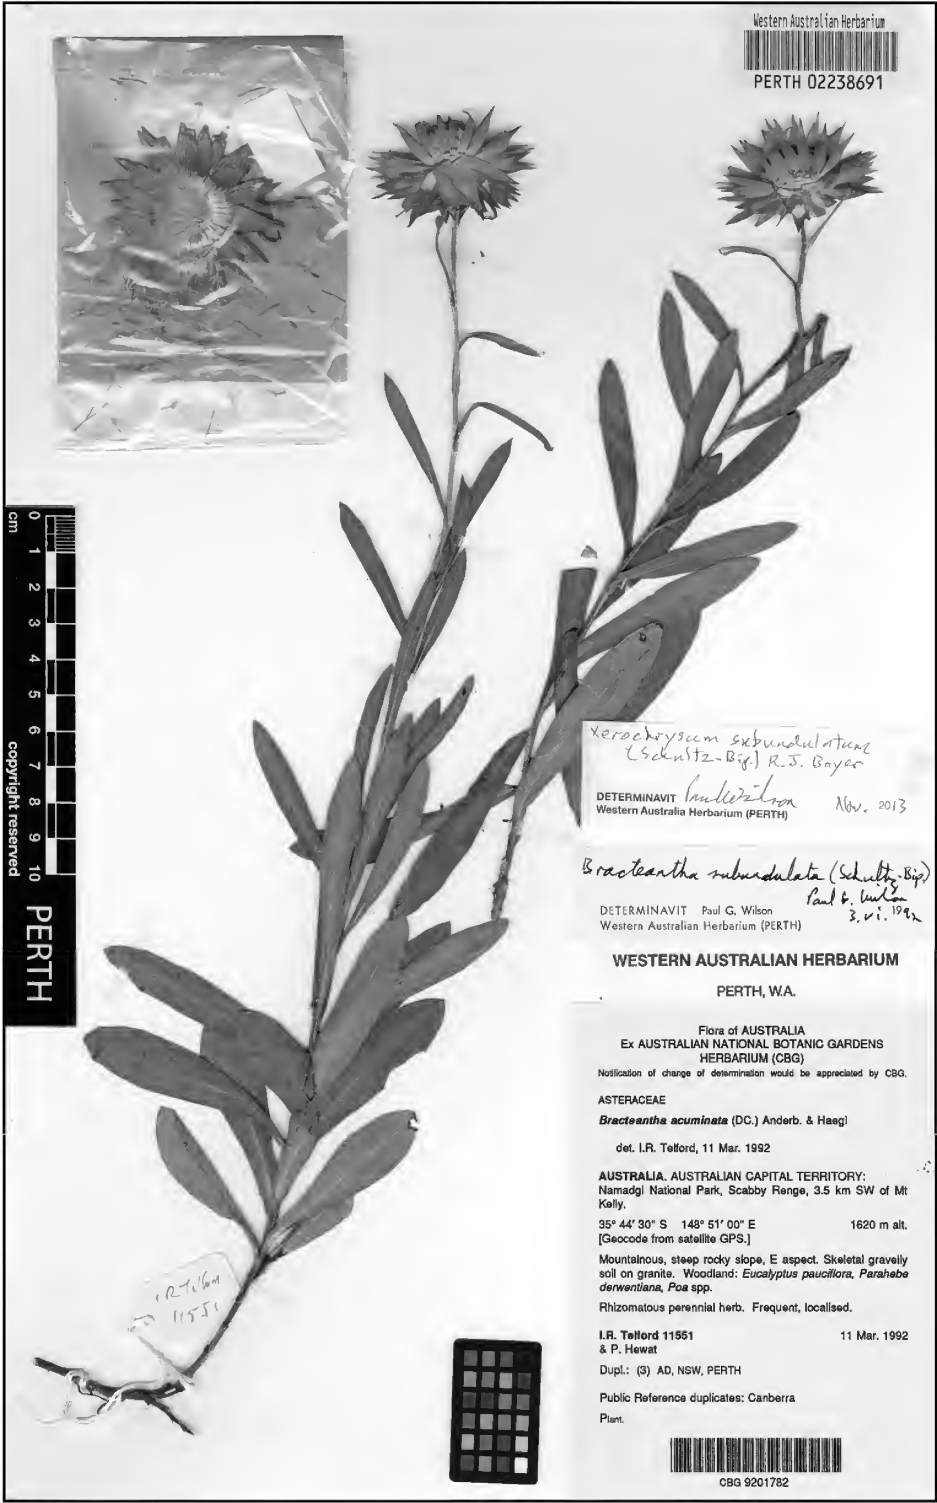 Western Australian Herbarium
PERTH 02238691
cm
0
1
2
3
4
5
6
7
8
9
10
copyright reserved
PERTH
Xerochrysum subundulatum
(Schultz-Bip.) R.J. Bayer
DETERMINAVIT Paul G Wilson Nov. 2013
Western Australia Herbarium (PERTH)
Bracteantha subundulata (Schultz-Bip.)
Paul G. Wilson
DETERMINAVIT Paul G. Wilson 3.vi.1992
Western Australian Herbarium (PERTH)
WESTERN AUSTRALIAN HERBARIUM
PERTH, W.A.
Flora of AUSTRALIA
Ex AUSTRALIAN NATIONAL BOTANIC GARDENS
HERBARIUM (CBG)
Notification of change of determination would be appreciated by CBG.
ASTERACEAE
Bracteantha acuminata (DC.) Anderb. & Haegi
det. I.R. Telford, 11 Mar. 1992
AUSTRALIA. AUSTRALIAN CAPITAL TERRITORY:
Namadgi National Park, Scabby Range, 3.5 km SW of Mt
Kelly.
35° 44' 30" S 148° 51' 00" E 1620 m alt.
[Geocode from satellite GPS.]
Mountainous, steep rocky slope, E aspect. Skeletal gravelly
soil on granite. Woodland: Eucalyptus pauciflora, Parahebe
derwentiana, Poa spp.
Rhizomatous perennial herb. Frequent, localised.
I.R. Telford 11551 11 Mar. 1992
& P. Hewat
Dupl.: (3) AD, NSW, PERTH
Public Reference duplicates: Canberra
Plant.
CBG 9201782
I R Telford
11551